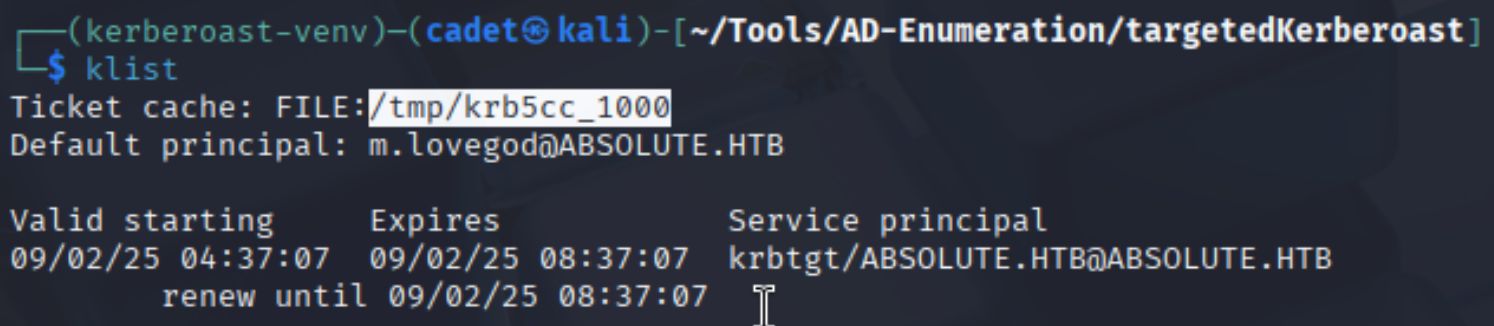 ┌──(kerberoast-venv)─(cadet㉿kali)-[~/Tools/AD-Enumeration/targetedKerberoast]
└─$ klist
Ticket cache: FILE:/tmp/krb5cc_1000
Default principal: m.lovegod@ABSOLUTE.HTB
Valid starting     Expires            Service principal
09/02/25 04:37:07  09/02/25 08:37:07  krbtgt/ABSOLUTE.HTB@ABSOLUTE.HTB
        renew until 09/02/25 08:37:07